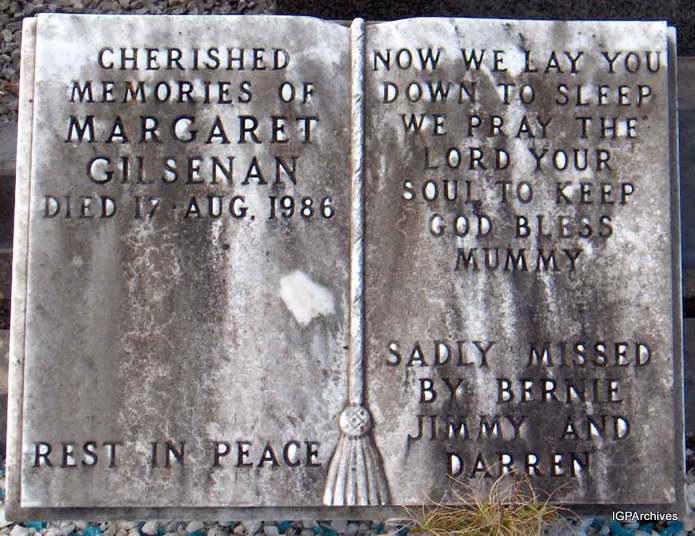 CHERISHED
MEMORIES OF
MARGARET
GILSENAN
DIED 17 AUG. 1986
REST IN PEACE
NOW WE LAY YOU
DOWN TO SLEEP
WE PRAY THE
LORD YOUR
SOUL TO KEEP
GOD BLESS
MUMMY
SADLY MISSED
BY BERNIE
JIMMY AND
DARREN
IGPArchives